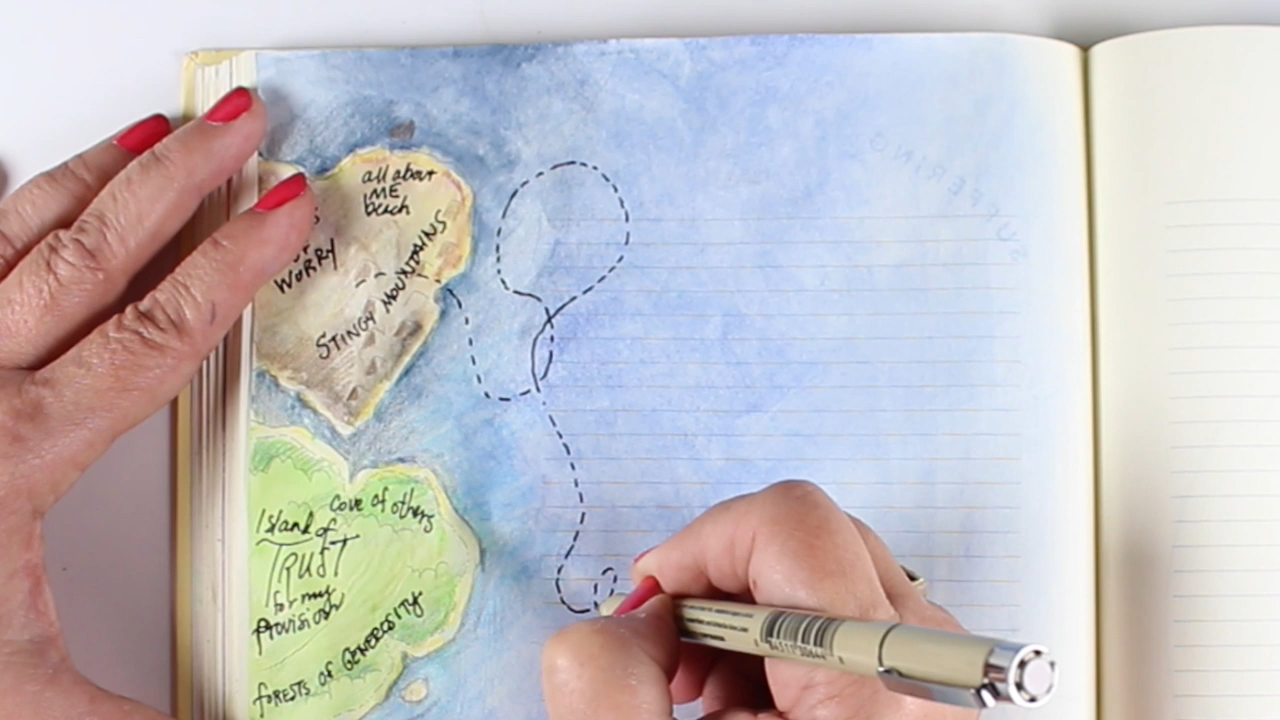 all about
ME
beach
WORRY
STINGY MOUNTAINS
cove of others
Island of
TRUST
for my
Provision
FORESTS OF GENEROSITY
SUFFERING